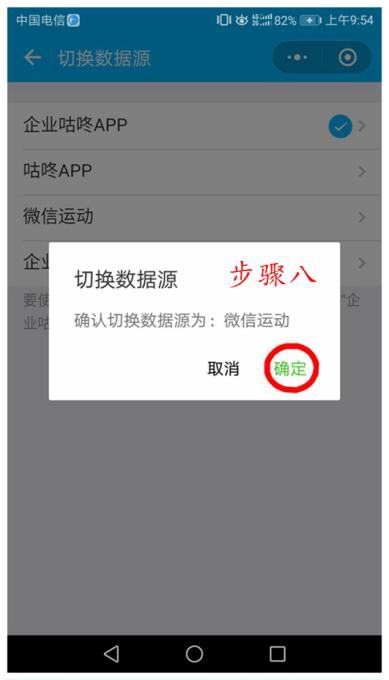 中国电信 82% 上午9:54
切换数据源
企业咕咚APP
咕咚APP
微信运动
企业
要使 "企
业咕
切换数据源 步骤八
确认切换数据源为：微信运动
取消 确定